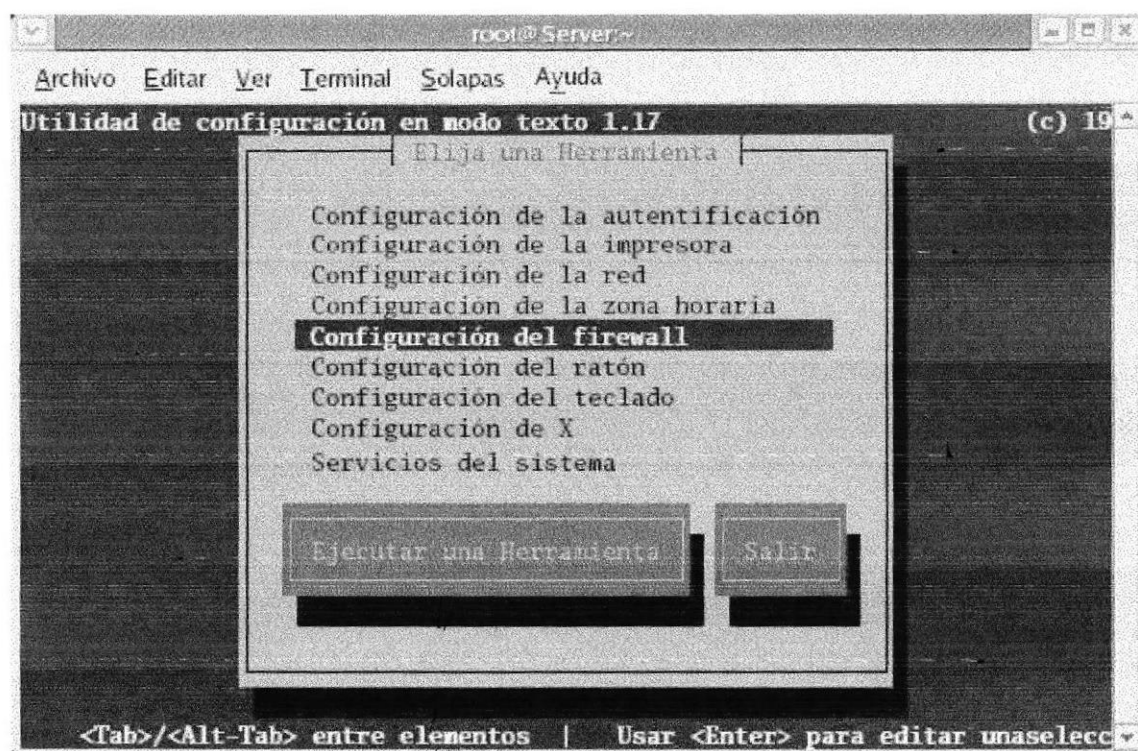 root@Server:~
Archivo Editar Ver Terminal Solapas Ayuda
Utilidad de configuración en modo texto 1.17 (c) 19
Elija una Herramienta
Configuración de la autentificación
Configuración de la impresora
Configuración de la red
Configuración de la zona horaria
Configuración del firewall
Configuración del ratón
Configuración del teclado
Configuración de X
Servicios del sistema
Ejecutar una Herramienta Salir
<Tab>/<Alt-Tab> entre elementos | Usar <Enter> para editar unaselecc